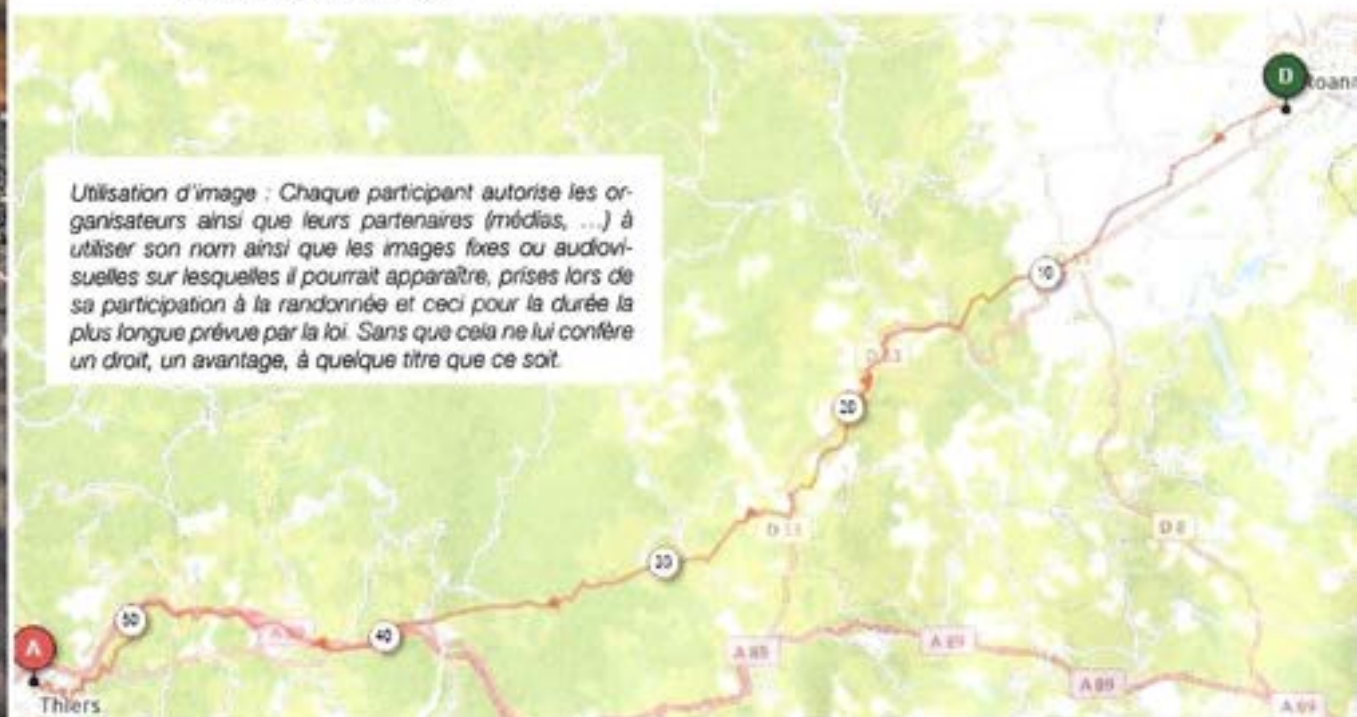 D
Utilisation d'image : Chaque participant autorise les or-
ganisateurs ainsi que leurs partenaires (médias, ...) à
utiliser son nom ainsi que les images fixes ou audiovi-
suelles sur lesquelles il pourrait apparaître, prises lors de
sa participation à la randonnée et ceci pour la durée la
plus longue prévue par la loi. Sans que cela ne lui confère
un droit, un avantage, à quelque titre que ce soit.
10
20
D 8
40
A 89
A 89
A
Thiers